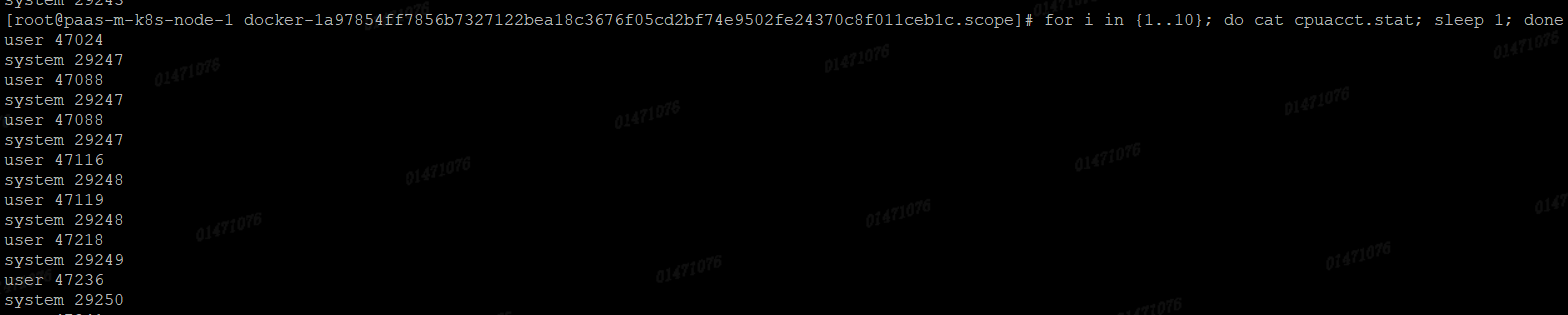 system 29243
[root@paas-m-k8s-node-1 docker-1a97854ff7856b7327122bea18c3676f05cd2bf74e9502fe24370c8f011ceb1c.scope]# for i in {1..10}; do cat cpuacct.stat; sleep 1; done
user 47024
system 29247
user 47088
system 29247
user 47088
system 29247
user 47116
system 29248
user 47119
system 29248
user 47218
system 29249
user 47236
system 29250
01471076
01471076
01471076
01471076
01471076
01471076
01471076
01471076
01471076
01471076
01471076